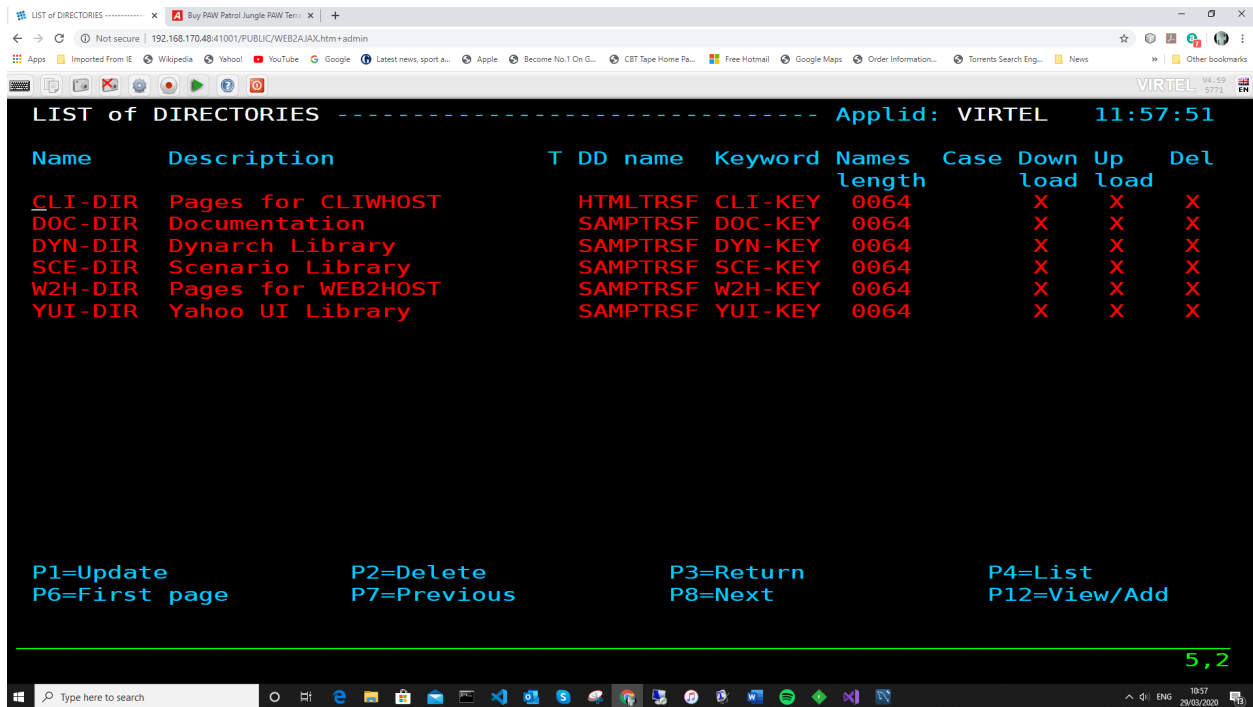 LIST of DIRECTORIES ------------- x Buy PAW Patrol Jungle PAW Terra x +
Not secure | 192.168.170.48:41001/PUBLIC/WEB2AJAX.htm+admin
Apps Imported From IE Wikipedia Yahoo! YouTube Google Latest news, sport a... Apple Become No.1 On G... CBT Tape Home Pa... Free Hotmail Google Maps Order Information... Torrents Search Eng... News » Other bookmarks
VIRTEL V4.59 5771 EN
LIST of DIRECTORIES -------------------------------- Applid: VIRTEL 11:57:51
Name Description T DD name Keyword Names Case Down Up Del
length load load
CLI-DIR Pages for CLIWHOST HTMLTRSF CLI-KEY 0064 X X X
DOC-DIR Documentation SAMPTRSF DOC-KEY 0064 X X X
DYN-DIR Dynarch Library SAMPTRSF DYN-KEY 0064 X X X
SCE-DIR Scenario Library SAMPTRSF SCE-KEY 0064 X X X
W2H-DIR Pages for WEB2HOST SAMPTRSF W2H-KEY 0064 X X X
YUI-DIR Yahoo UI Library SAMPTRSF YUI-KEY 0064 X X X
P1=Update P2=Delete P3=Return P4=List
P6=First page P7=Previous P8=Next P12=View/Add
5,2
Type here to search ENG 10:57
29/03/2020